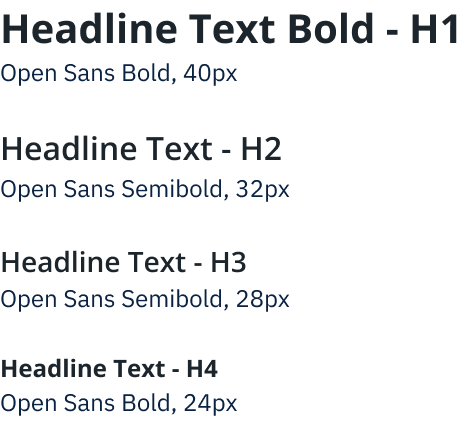 Headline Text Bold - H1
Open Sans Bold, 40px
Headline Text - H2
Open Sans Semibold, 32px
Headline Text - H3
Open Sans Semibold, 28px
Headline Text - H4
Open Sans Bold, 24px